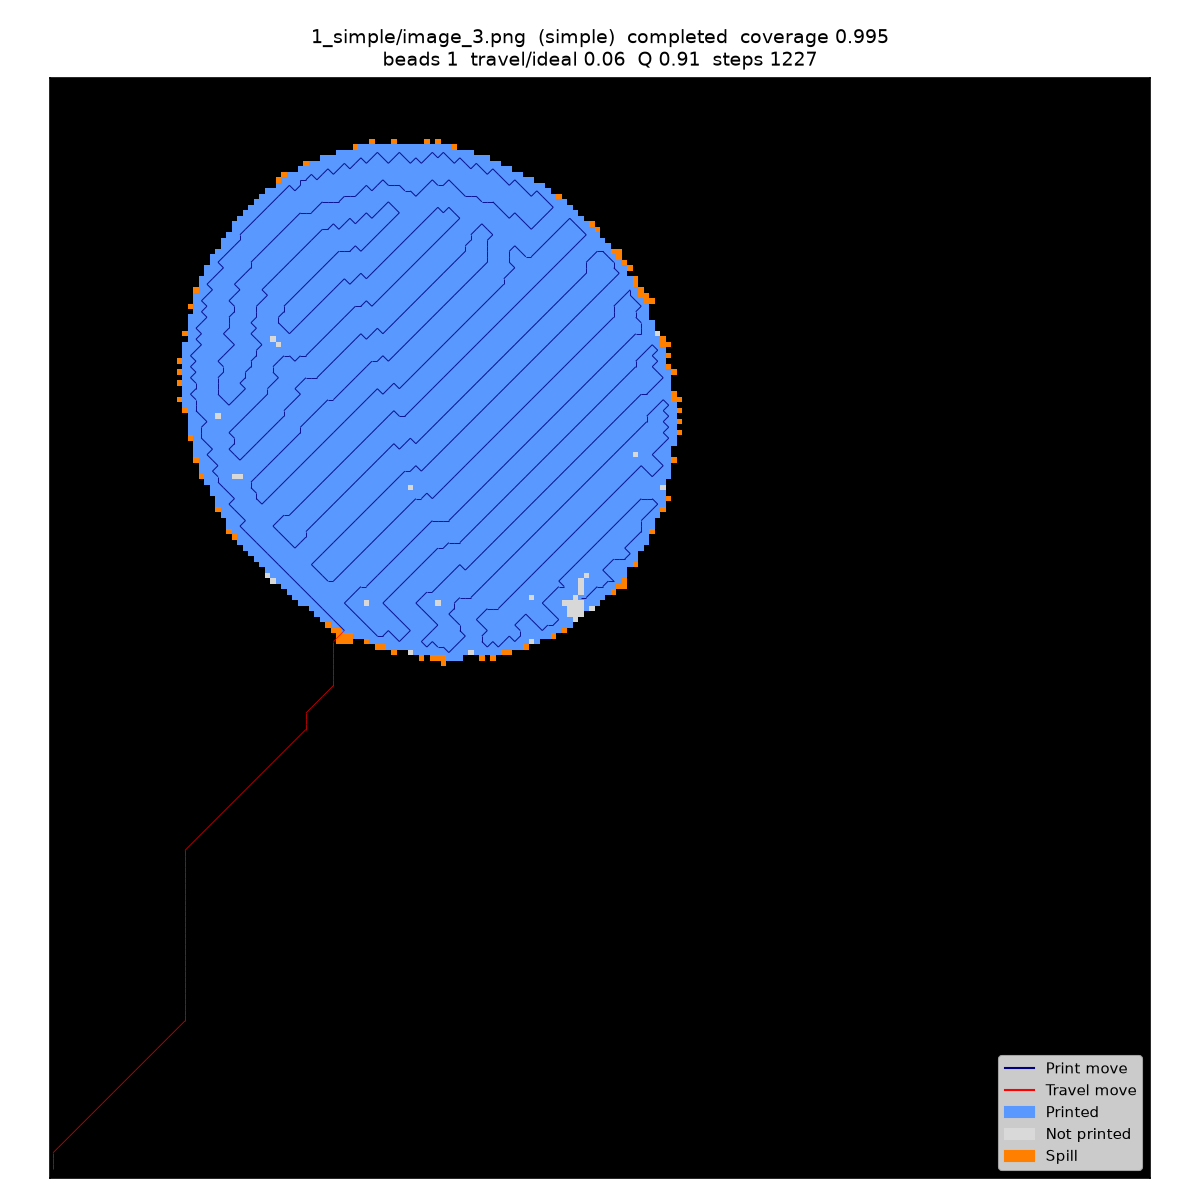 1_simple/image_3.png  (simple)  completed  coverage 0.995
beads 1  travel/ideal 0.06  Q 0.91  steps 1227
Print move
Travel move
Printed
Not printed
Spill